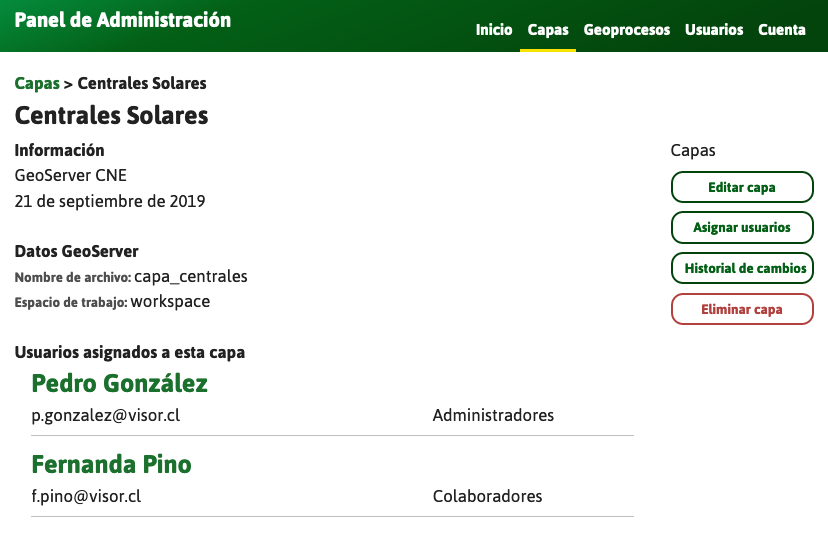 Panel de Administración
Inicio Capas Geoprocesos Usuarios Cuenta
Capas > Centrales Solares
Centrales Solares
Información
GeoServer CNE
21 de septiembre de 2019
Datos GeoServer
Nombre de archivo: capa_centrales
Espacio de trabajo: workspace
Usuarios asignados a esta capa
Pedro González
p.gonzalez@visor.cl Administradores
Fernanda Pino
f.pino@visor.cl Colaboradores
Capas
Editar capa
Asignar usuarios
Historial de cambios
Eliminar capa